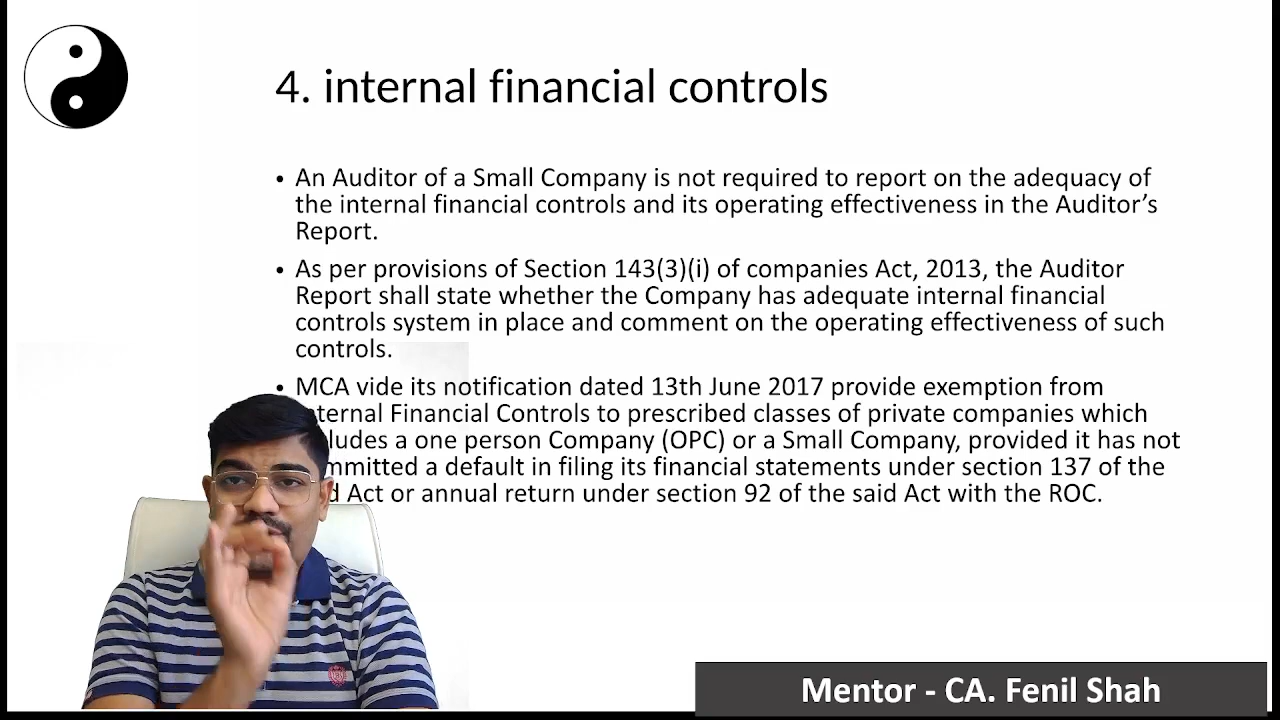 4. internal financial controls
• An Auditor of a Small Company is not required to report on the adequacy of
the internal financial controls and its operating effectiveness in the Auditor’s
Report.
• As per provisions of Section 143(3)(i) of companies Act, 2013, the Auditor
Report shall state whether the Company has adequate internal financial
controls system in place and comment on the operating effectiveness of such
controls.
• MCA vide its notification dated 13th June 2017 provide exemption from
Internal Financial Controls to prescribed classes of private companies which
a one person Company (OPC) or a Small Company, provided it has not
a default in filing its financial statements under section 137 of the
Act or annual return under section 92 of the said Act with the ROC.
Mentor - CA. Fenil Shah